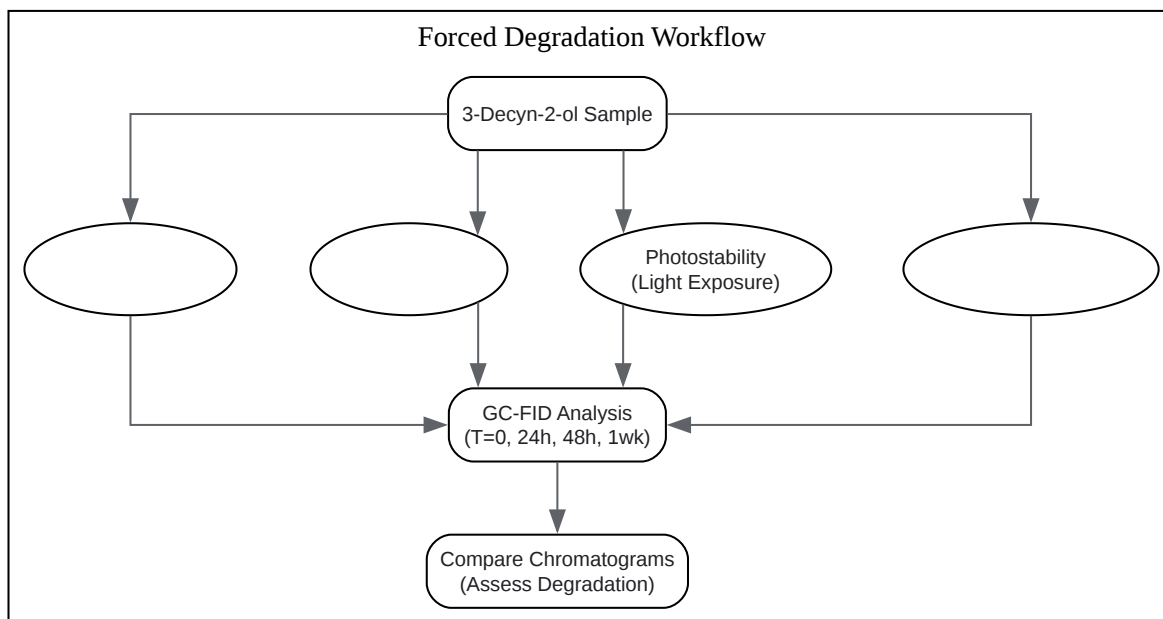 Forced Degradation Workflow
3-Decyn-2-ol Sample
Photostability
(Light Exposure)
GC-FID Analysis
(T=0, 24h, 48h, 1wk)
Compare Chromatograms
(Assess Degradation)